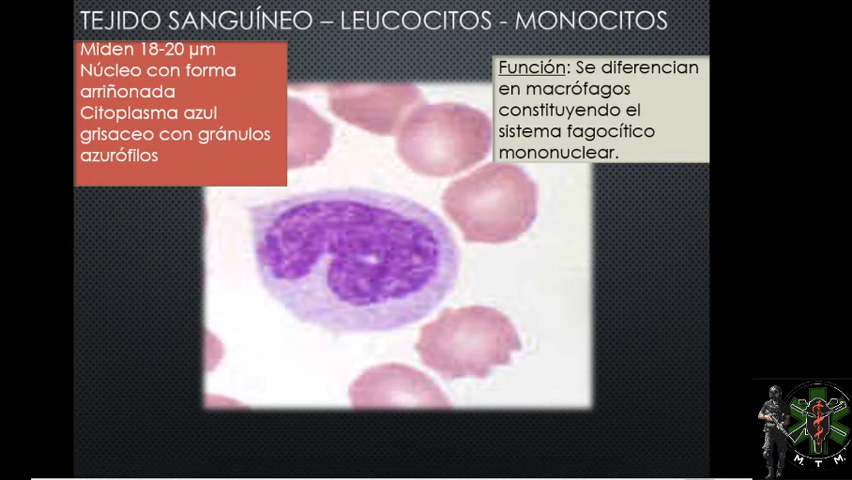 TEJIDO SANGUÍNEO – LEUCOCITOS - MONOCITOS
Miden 18-20 µm
Núcleo con forma
arriñonada
Citoplasma azul
grisaceo con gránulos
azurófilos
Función: Se diferencian
en macrófagos
constituyendo el
sistema fagocítico
mononuclear.
M. T. M.